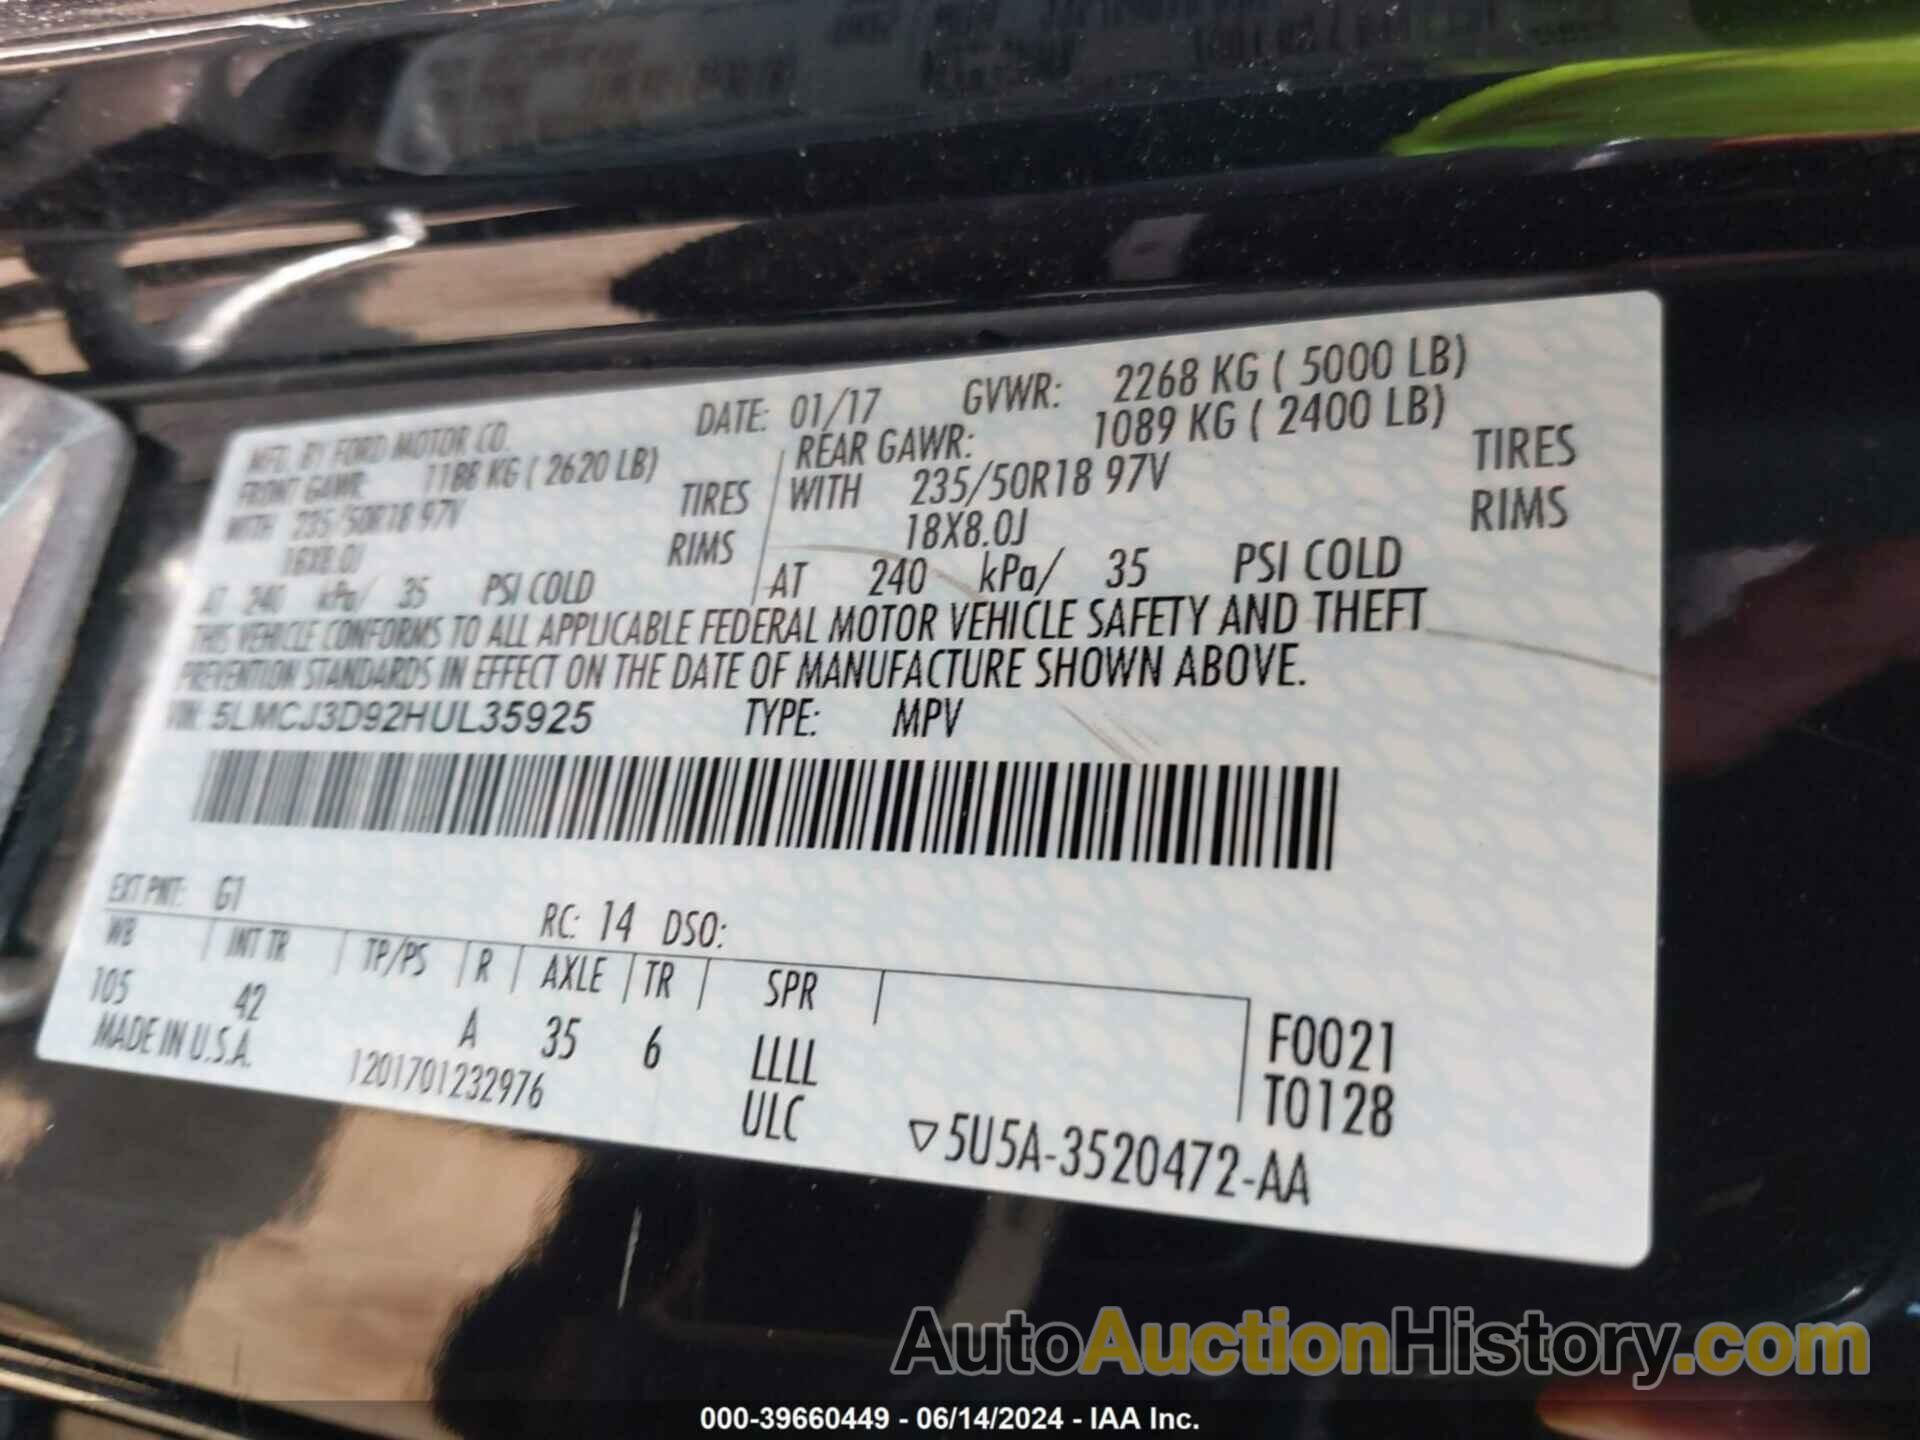 MFD. BY FORD MOTOR CO. DATE: 01/17 GVWR: 2268 KG ( 5000 LB)
FRONT GAWR: 1188 KG ( 2620 LB) REAR GAWR: 1089 KG ( 2400 LB)
WITH 235/50R18 97V TIRES WITH 235/50R18 97V TIRES
18X8.0J RIMS 18X8.0J RIMS
AT 240 kPa/ 35 PSI COLD AT 240 kPa/ 35 PSI COLD
THIS VEHICLE CONFORMS TO ALL APPLICABLE FEDERAL MOTOR VEHICLE SAFETY AND THEFT
PREVENTION STANDARDS IN EFFECT ON THE DATE OF MANUFACTURE SHOWN ABOVE.
VIN: 5LMCJ3D92HUL35925 TYPE: MPV
EXT PNT: G1 RC: 14 DSO:
WB INT TR TP/PS R AXLE TR SPR
105 42 A 35 6 LLLL F0021
MADE IN U.S.A. 1201701232976 ULC T0128
▽5U5A-3520472-AA
AutoAuctionHistory.com
000-39660449 - 06/14/2024 - IAA Inc.